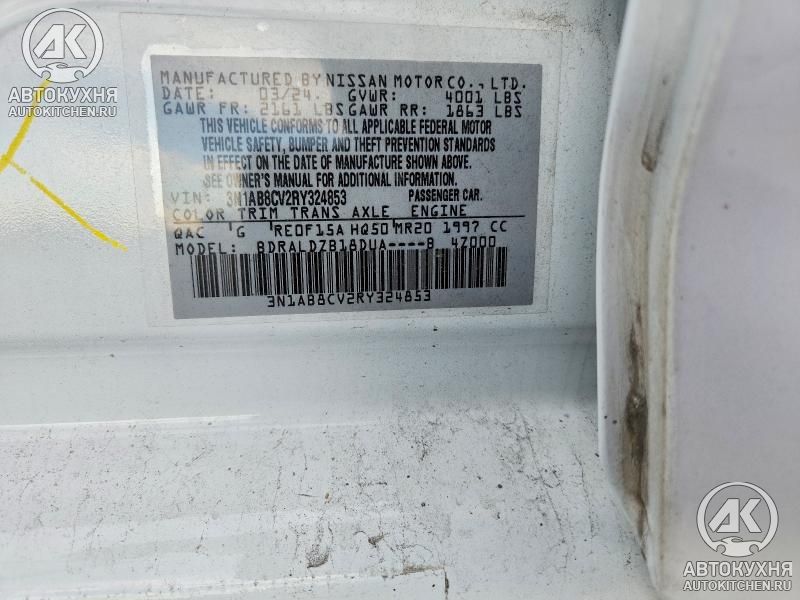 АК
АВТОКУХНЯ
AUTOKITCHEN.RU
MANUFACTURED BY NISSAN MOTOR CO., LTD.
DATE: 03/24 GVWR: 4001 LBS
GAWR FR: 2161 LBS GAWR RR: 1863 LBS
THIS VEHICLE CONFORMS TO ALL APPLICABLE FEDERAL MOTOR
VEHICLE SAFETY, BUMPER AND THEFT PREVENTION STANDARDS
IN EFFECT ON THE DATE OF MANUFACTURE SHOWN ABOVE.
SEE OWNER'S MANUAL FOR ADDITIONAL INFORMATION.
VIN: 3N1AB8CV2RY324853 PASSENGER CAR.
COLOR TRIM TRANS AXLE ENGINE
QAC G RE0F15A HQ50 MR20 1997 CC
MODEL: BDRALDZB18DUA----B 4Z000
3N1AB8CV2RY324853
АК
АВТОКУХНЯ
AUTOKITCHEN.RU